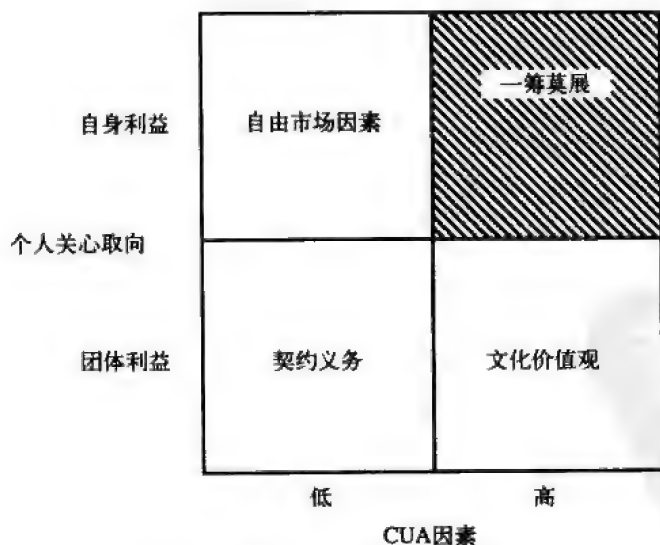 一筹莫展
自身利益
自由市场因素
个人关心取向
团体利益
契约义务
文化价值观
低
高
CUA因素